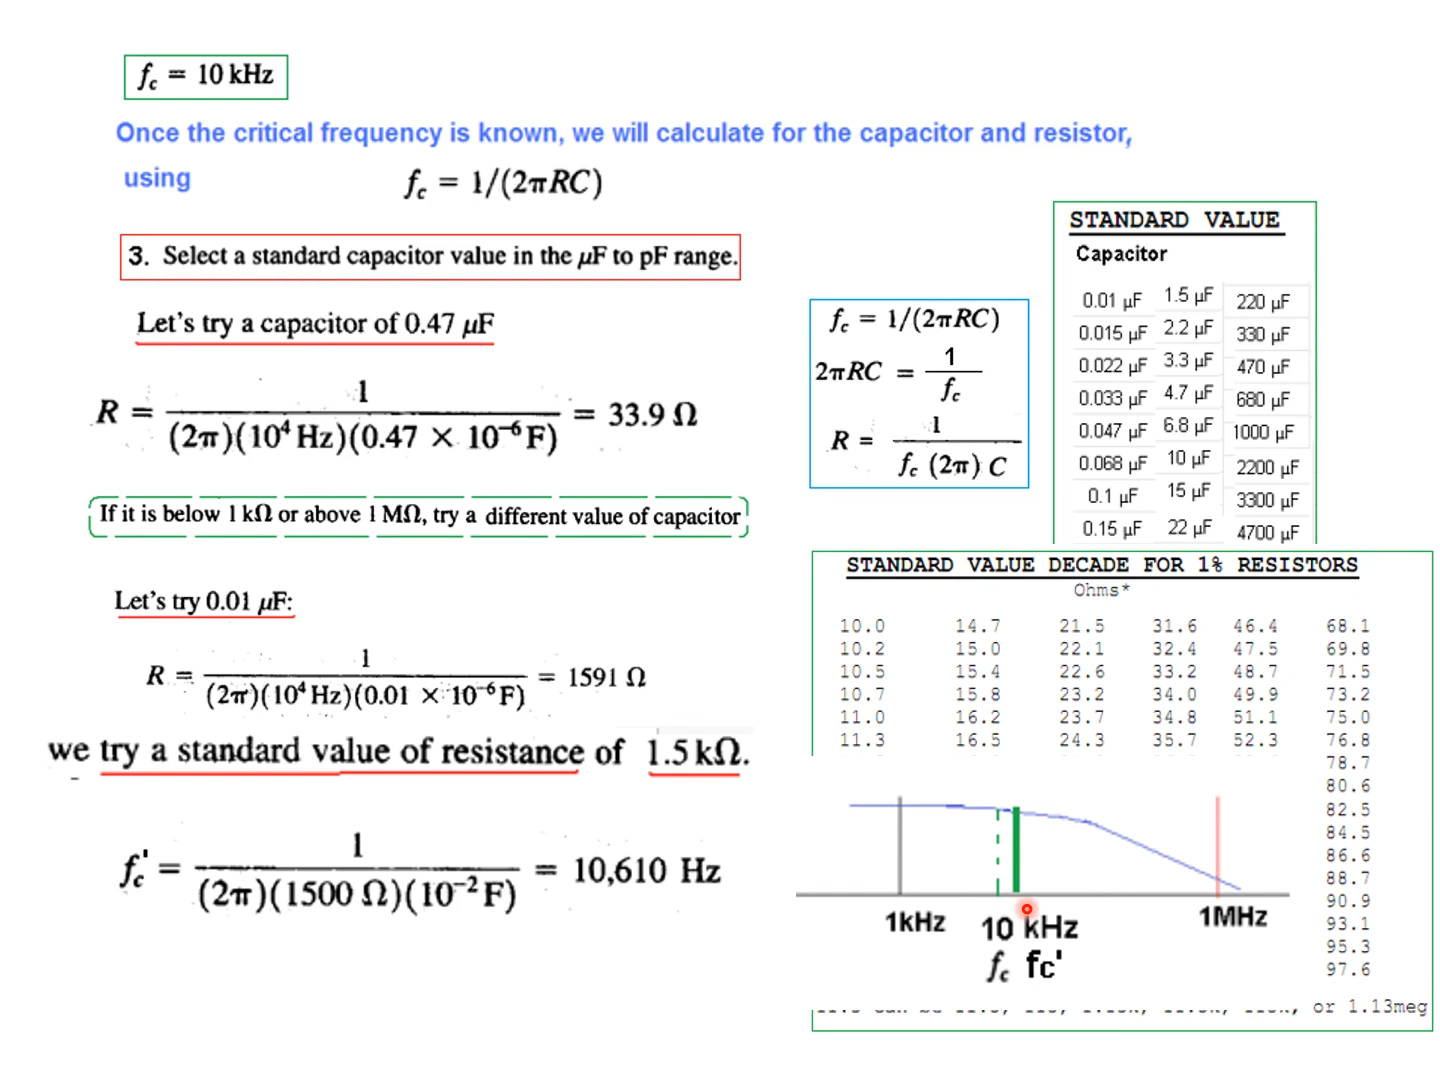 fc = 10 kHz
Once the critical frequency is known, we will calculate for the capacitor and resistor,
using fc = 1/(2πRC)
3. Select a standard capacitor value in the μF to pF range.
Let's try a capacitor of 0.47 μF
R = 1 / (2π)(10⁴ Hz)(0.47 × 10⁻⁶ F) = 33.9 Ω
If it is below 1 kΩ or above 1 MΩ, try a different value of capacitor
Let's try 0.01 μF:
R = 1 / (2π)(10⁴ Hz)(0.01 × 10⁻⁶ F) = 1591 Ω
we try a standard value of resistance of 1.5 kΩ.
fc' = 1 / (2π)(1500 Ω)(10⁻² F) = 10,610 Hz
fc = 1/(2πRC)
2πRC = 1 / fc
R = 1 / fc (2π) C
STANDARD VALUE
Capacitor
0.01 μF 1.5 μF 220 μF
0.015 μF 2.2 μF 330 μF
0.022 μF 3.3 μF 470 μF
0.033 μF 4.7 μF 680 μF
0.047 μF 6.8 μF 1000 μF
0.068 μF 10 μF 2200 μF
0.1 μF 15 μF 3300 μF
0.15 μF 22 μF 4700 μF
STANDARD VALUE DECADE FOR 1% RESISTORS
Ohms*
10.0 14.7 21.5 31.6 46.4 68.1
10.2 15.0 22.1 32.4 47.5 69.8
10.5 15.4 22.6 33.2 48.7 71.5
10.7 15.8 23.2 34.0 49.9 73.2
11.0 16.2 23.7 34.8 51.1 75.0
11.3 16.5 24.3 35.7 52.3 76.8
78.7
80.6
82.5
84.5
86.6
88.7
90.9
93.1
95.3
97.6
1kHz 10 kHz 1MHz
fc fc'
or 1.13meg